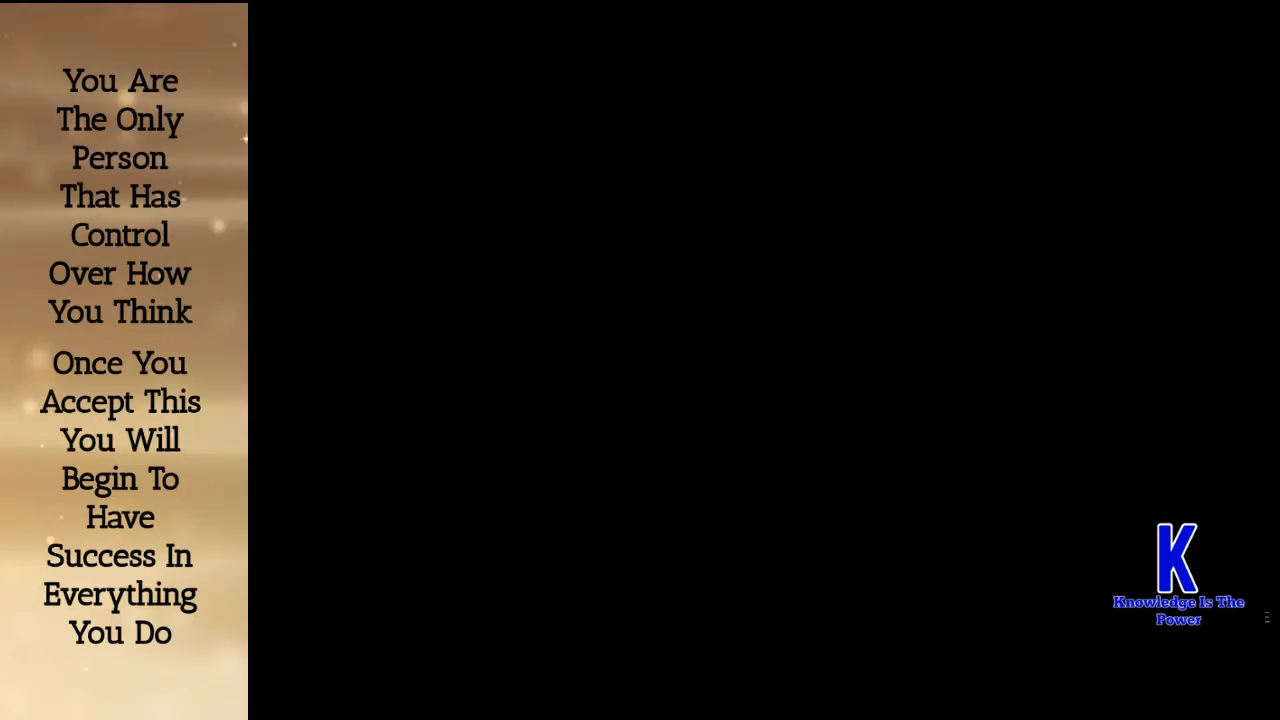 You Are
The Only
Person
That Has
Control
Over How
You Think
Once You
Accept This
You Will
Begin To
Have
Success In
Everything
You Do
K
Knowledge Is The
Power